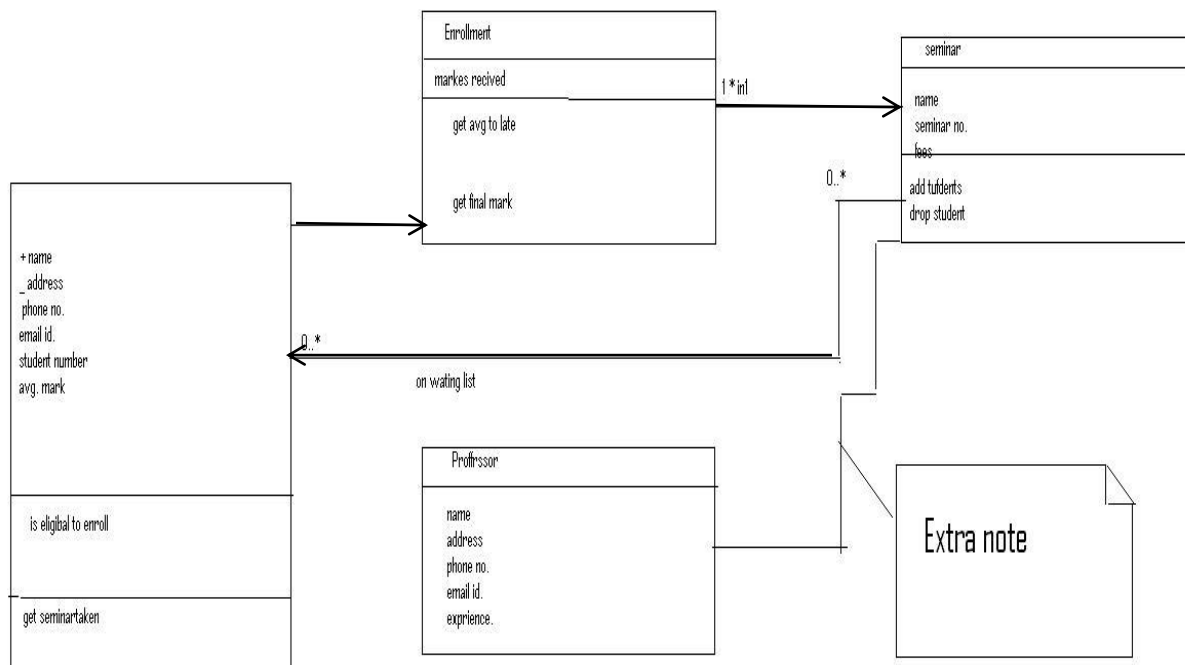 Enrollment
markes recived
get avg to late
get final mark
1 * in1
seminar
name
seminar no.
fees
add tufdents
drop student
0..*
+ name
_ address
phone no.
email id.
student number
avg. mark
is eligibal to enroll
get seminartaken
0..*
on wating list
Proffrssor
name
address
phone no.
email id.
exprience.
Extra note